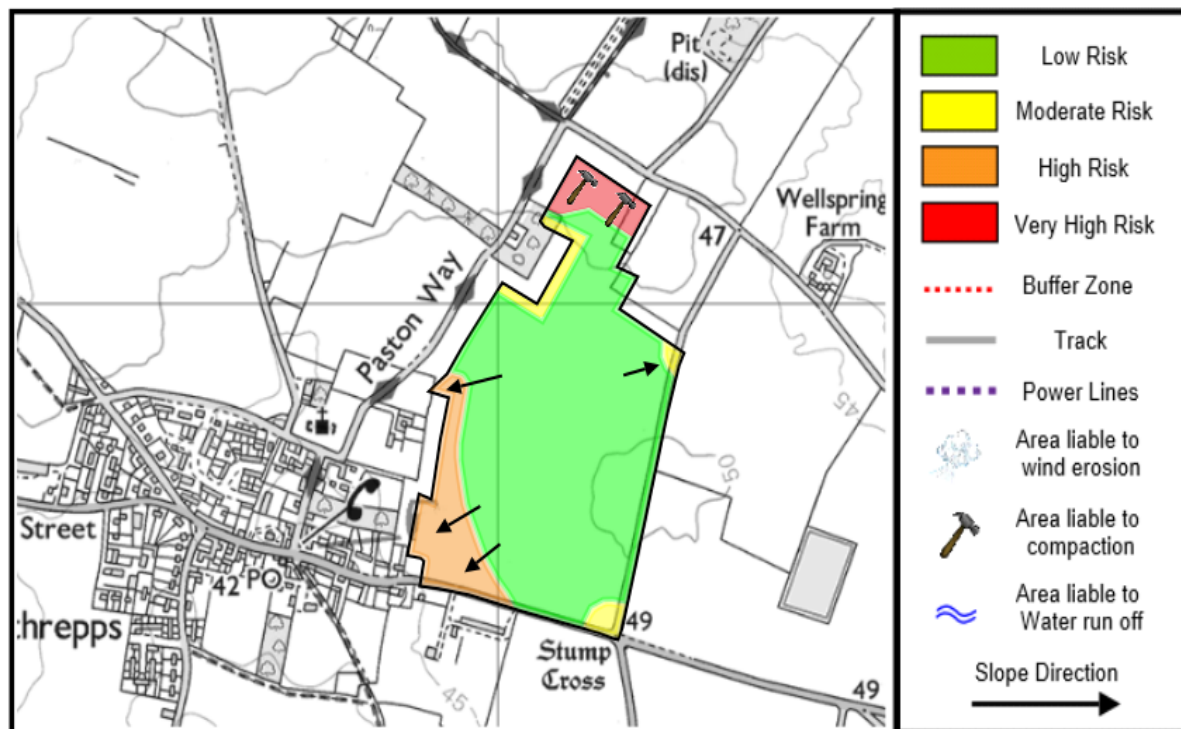 Pit
(dis)
Wellspring
Farm
47
Paston Way
45
50
Street
42
PO
threpps
45
49
Stump
Cross
49
Low Risk
Moderate Risk
High Risk
Very High Risk
Buffer Zone
Track
Power Lines
Area liable to
wind erosion
Area liable to
compaction
Area liable to
Water run off
Slope Direction